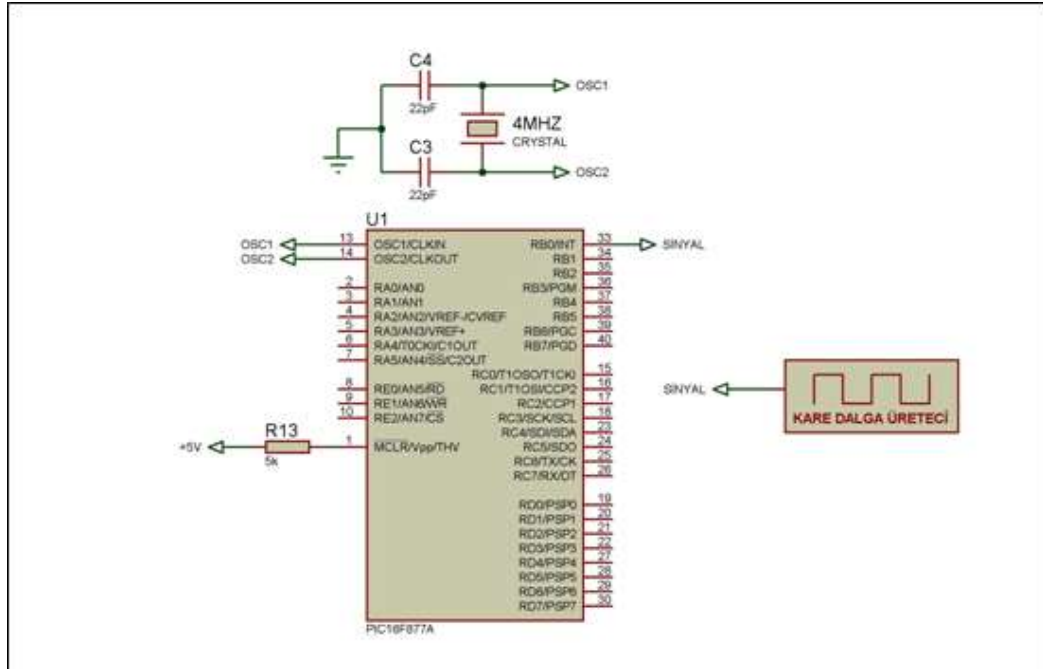 C4
22pF
OSC1
4MHZ
CRYSTAL
C3
22pF
OSC2
U1
OSC1 13 OSC1/CLKIN RB0/INT 33 SINYAL
OSC2 14 OSC2/CLKOUT RB1 34
RB2 35
2 RA0/AN0 RB3/PGM 36
3 RA1/AN1 RB4 37
4 RA2/AN2/VREF-/CVREF RB5 38
5 RA3/AN3/VREF+ RB6/PGC 39
6 RA4/T0CKI/C1OUT RB7/PGD 40
7 RA5/AN4/SS/C2OUT
RC0/T1OSO/T1CKI 15
8 RE0/AN5/RD RC1/T1OSI/CCP2 16
9 RE1/AN6/WR RC2/CCP1 17
10 RE2/AN7/CS RC3/SCK/SCL 18
RC4/SDI/SDA 23
R13
+5V 5k 1 MCLR/Vpp/THV RC5/SDO 24
RC6/TX/CK 25
RC7/RX/DT 26
RD0/PSP0 19
RD1/PSP1 20
RD2/PSP2 21
RD3/PSP3 22
RD4/PSP4 27
RD5/PSP5 28
RD6/PSP6 29
RD7/PSP7 30
PIC16F877A
SINYAL
KARE DALGA ÜRETECİ